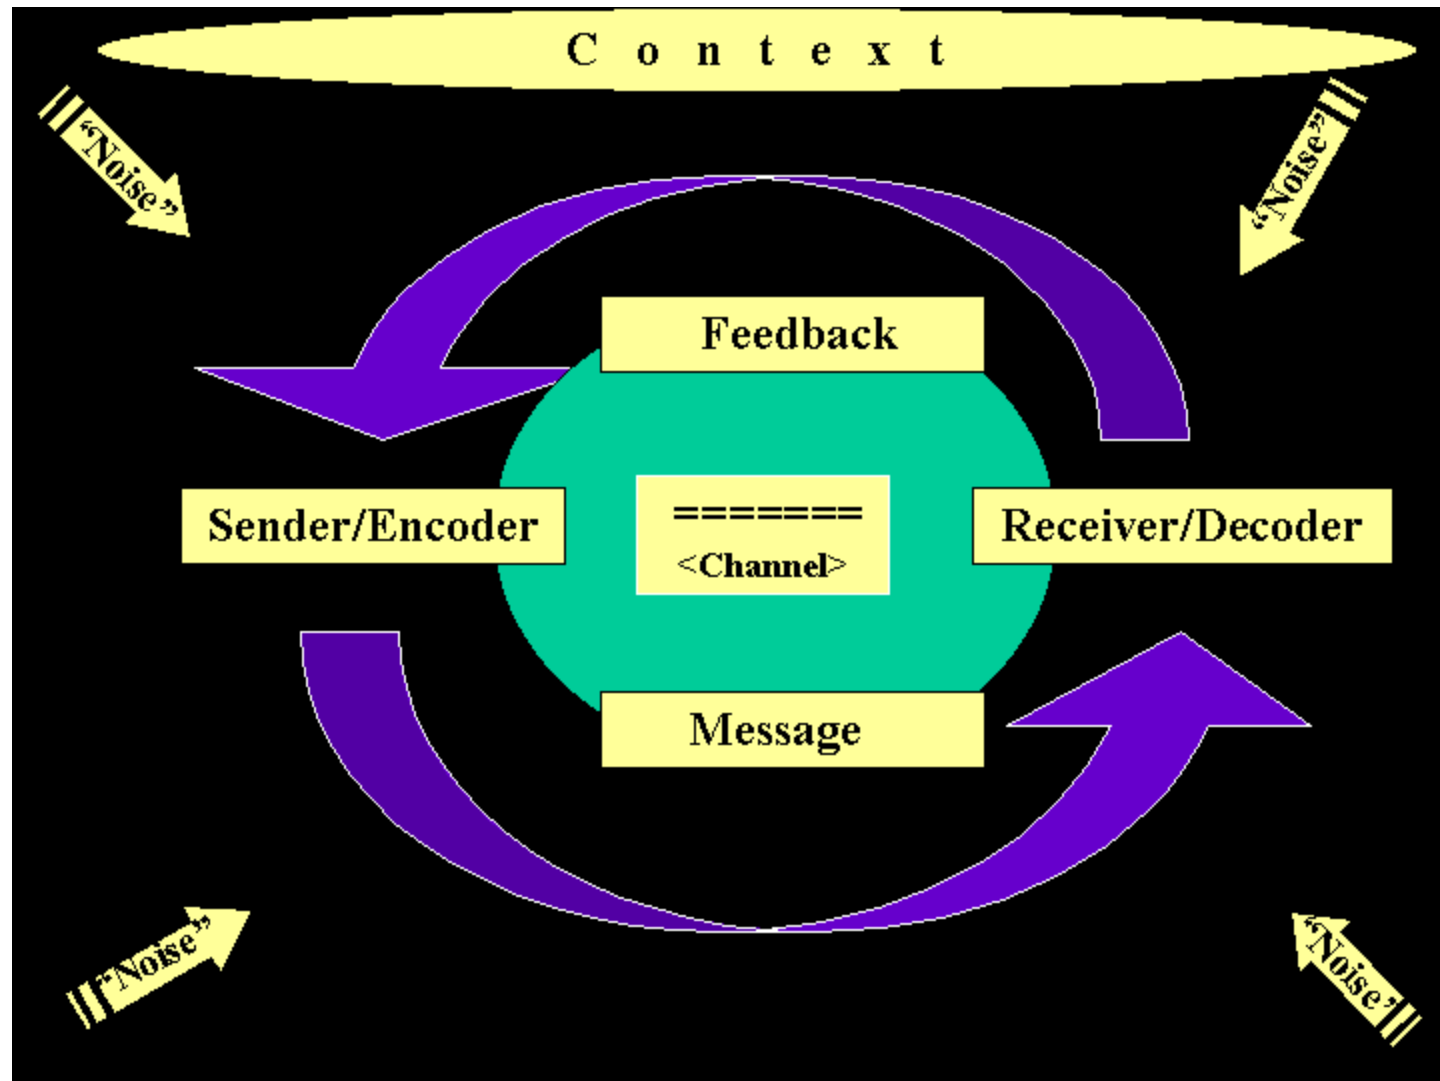 C o n t e x t
“Noise”
“Noise”
Feedback
Sender/Encoder
=======
<Channel>
Receiver/Decoder
Message
“Noise”
“Noise”